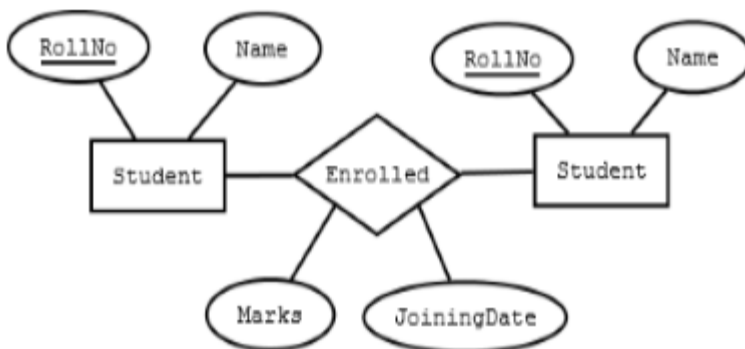 RollNo
Name
RollNo
Name
Student
Enrolled
Student
Marks
JoiningDate